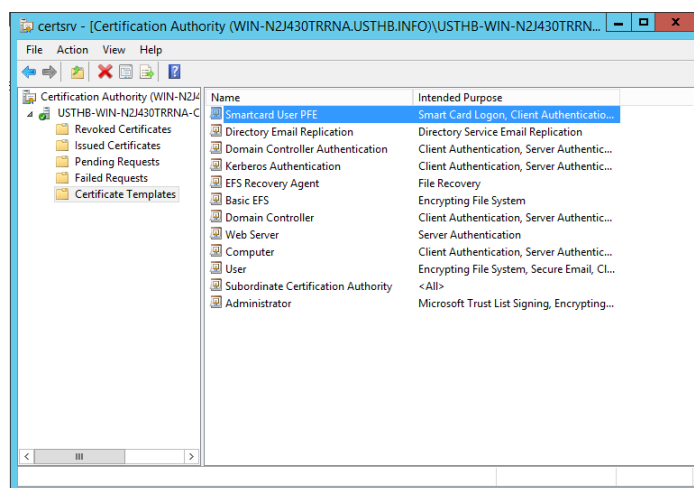 certsrv - [Certification Authority (WIN-N2J430TRRNA.USTHB.INFO)\USTHB-WIN-N2J430TRRN...
File Action View Help
Certification Authority (WIN-N2J4
USTHB-WIN-N2J430TRRNA-C
Revoked Certificates
Issued Certificates
Pending Requests
Failed Requests
Certificate Templates
Name Intended Purpose
Smartcard User PFE Smart Card Logon, Client Authenticatio...
Directory Email Replication Directory Service Email Replication
Domain Controller Authentication Client Authentication, Server Authentic...
Kerberos Authentication Client Authentication, Server Authentic...
EFS Recovery Agent File Recovery
Basic EFS Encrypting File System
Domain Controller Client Authentication, Server Authentic...
Web Server Server Authentication
Computer Client Authentication, Server Authentic...
User Encrypting File System, Secure Email, Cl...
Subordinate Certification Authority <All>
Administrator Microsoft Trust List Signing, Encrypting...